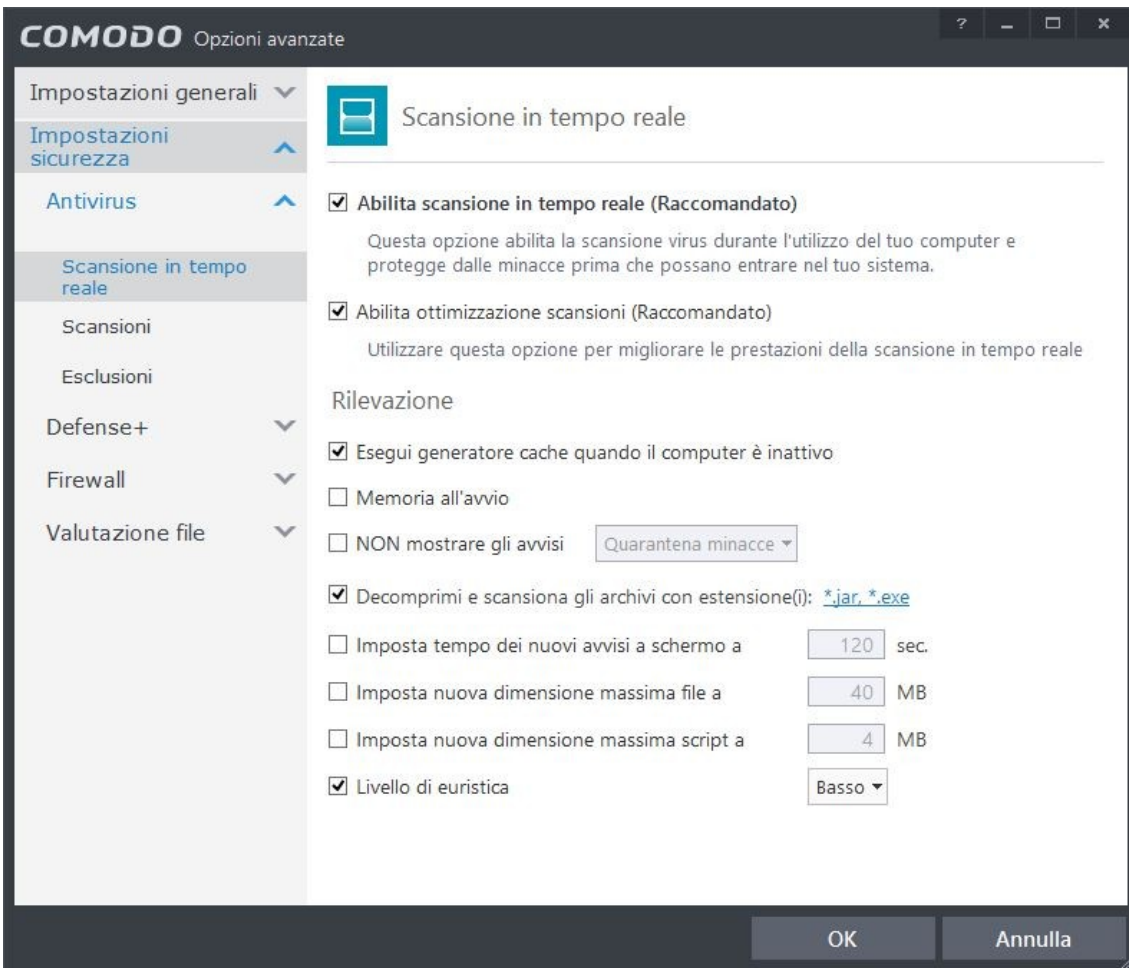 COMODO Opzioni avanzate
?
Impostazioni generali
Impostazioni
sicurezza
Antivirus
Scansione in tempo
reale
Scansioni
Esclusioni
Defense+
Firewall
Valutazione file
Scansione in tempo reale
Abilita scansione in tempo reale (Raccomandato)
Questa opzione abilita la scansione virus durante l'utilizzo del tuo computer e
protegge dalle minacce prima che possano entrare nel tuo sistema.
Abilita ottimizzazione scansioni (Raccomandato)
Utilizzare questa opzione per migliorare le prestazioni della scansione in tempo reale
Rilevazione
Esegui generatore cache quando il computer è inattivo
Memoria all'avvio
NON mostrare gli avvisi Quarantena minacce
Decomprimi e scansiona gli archivi con estensione(i): *.jar, *.exe
Imposta tempo dei nuovi avvisi a schermo a 120 sec.
Imposta nuova dimensione massima file a 40 MB
Imposta nuova dimensione massima script a 4 MB
Livello di euristica Basso
OK Annulla